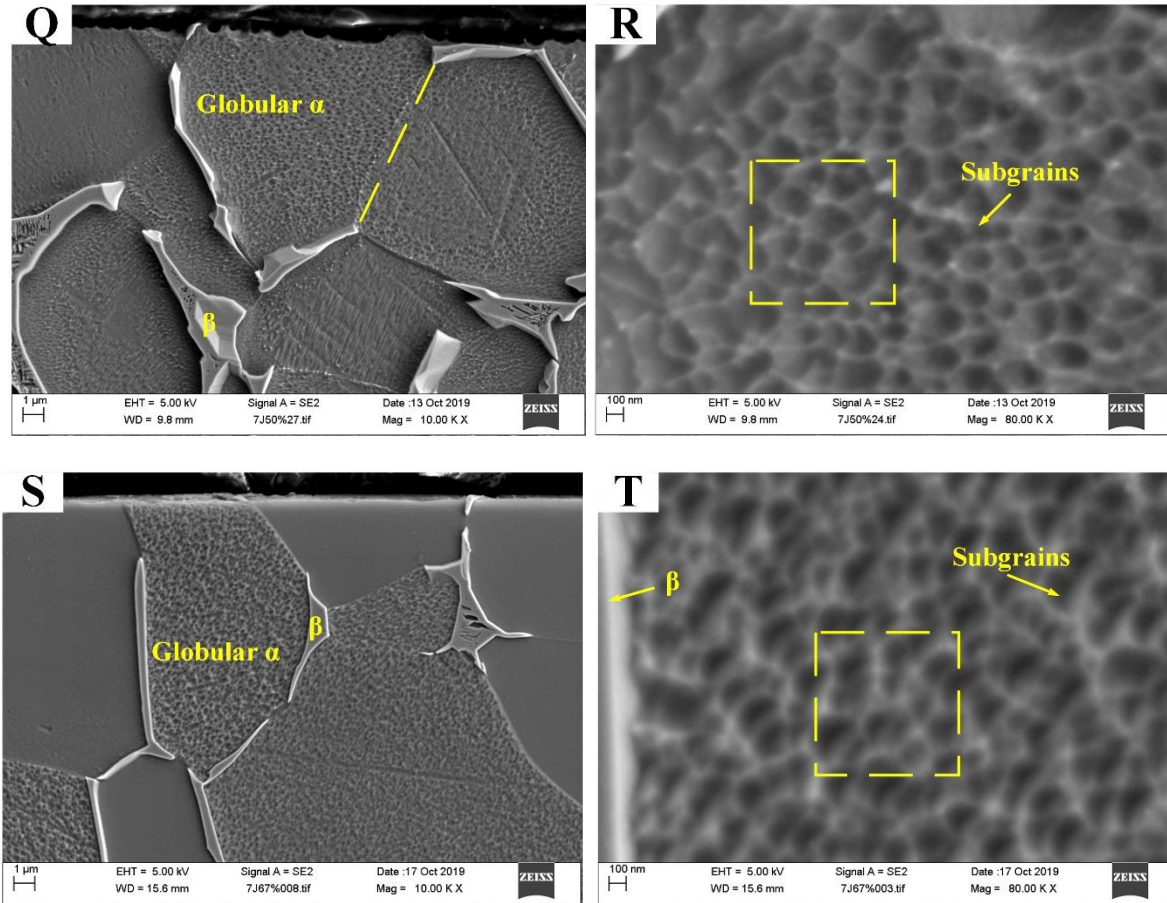 Q
Globular α
β
1 µm
EHT = 5.00 kV
Signal A = SE2
Date :13 Oct 2019
WD = 9.8 mm
7J50%27.tif
Mag = 10.00 K X
ZEISS
R
Subgrains
100 nm
EHT = 5.00 kV
Signal A = SE2
Date :13 Oct 2019
WD = 9.8 mm
7J50%24.tif
Mag = 80.00 K X
ZEISS
S
β
Globular α
1 µm
EHT = 5.00 kV
Signal A = SE2
Date :17 Oct 2019
WD = 15.6 mm
7J67%008.tif
Mag = 10.00 K X
ZEISS
T
Subgrains
β
100 nm
EHT = 5.00 kV
Signal A = SE2
Date :17 Oct 2019
WD = 15.6 mm
7J67%003.tif
Mag = 80.00 K X
ZEISS